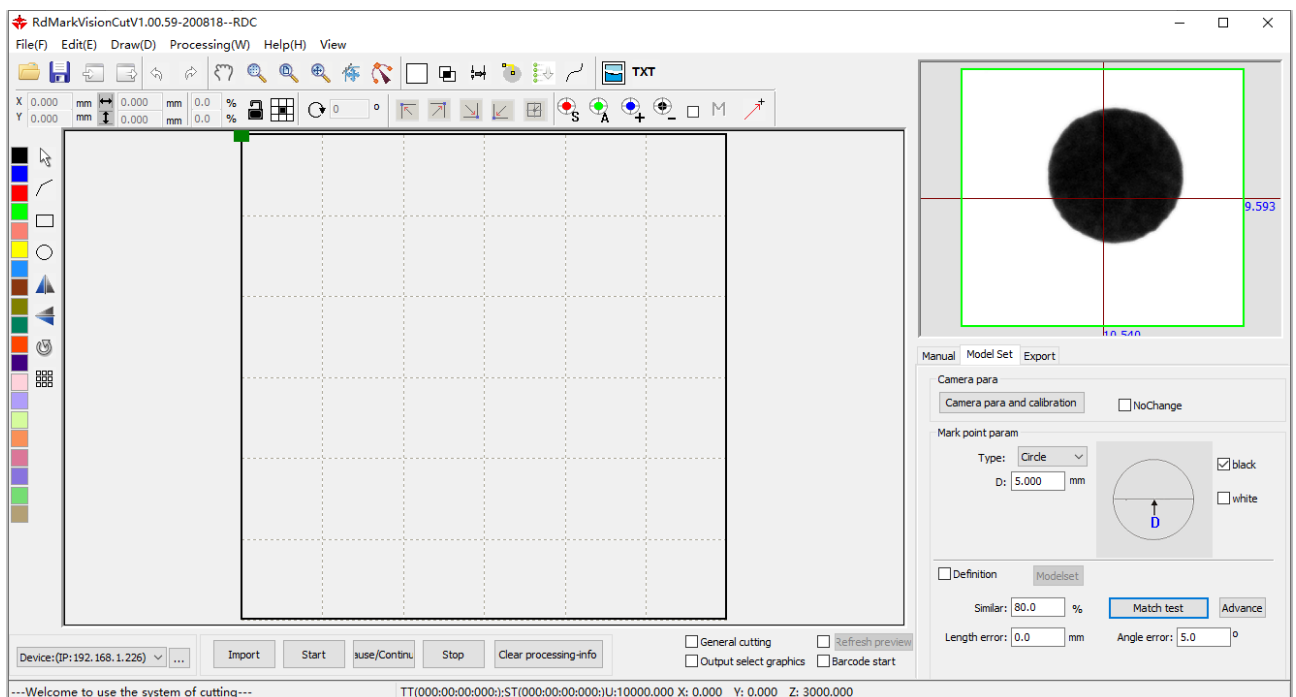 RdMarkVisionCutV1.00.59-200818--RDC
File(F) Edit(E) Draw(D) Processing(W) Help(H) View
TXT
X 0.000 mm 0.000 mm 0.0 %
Y 0.000 mm 0.000 mm 0.0 %
0 °
S A M
9.593
10.540
Manual Model Set Export
Camera para
Camera para and calibration NoChange
Mark point param
Type: Circle
black
D: 5.000 mm
white
D
Definition Modelset
Similar: 80.0 % Match test Advance
Length error: 0.0 mm Angle error: 5.0 °
General cutting Refresh preview
Device:(IP:192.168.1.226) ... Import Start ause/Continu Stop Clear processing-info
Output select graphics Barcode start
---Welcome to use the system of cutting--- TT(000:00:00:000:);ST(000:00:00:000:)U:10000.000 X: 0.000 Y: 0.000 Z: 3000.000